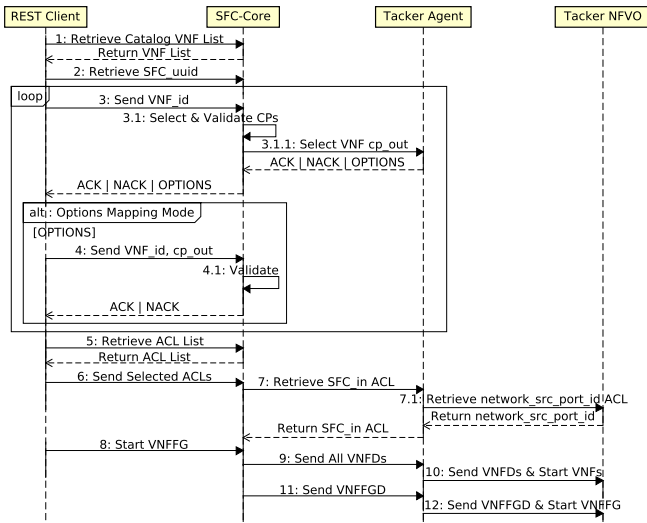 REST Client
SFC-Core
Tacker Agent
Tacker NFVO
1: Retrieve Catalog VNF List
Return VNF List
2: Retrieve SFC_uuid
loop
3: Send VNF_id
3.1: Select & Validate CPs
3.1.1: Select VNF cp_out
ACK | NACK | OPTIONS
ACK | NACK | OPTIONS
alt : Options Mapping Mode
[OPTIONS]
4: Send VNF_id, cp_out
4.1: Validate
ACK | NACK
5: Retrieve ACL List
Return ACL List
6: Send Selected ACLs
7: Retrieve SFC_in ACL
7.1: Retrieve network_src_port_id ACL
Return network_src_port_id
Return SFC_in ACL
8: Start VNFFG
9: Send All VNFDs
10: Send VNFDs & Start VNFs
11: Send VNFFGD
12: Send VNFFGD & Start VNFFG